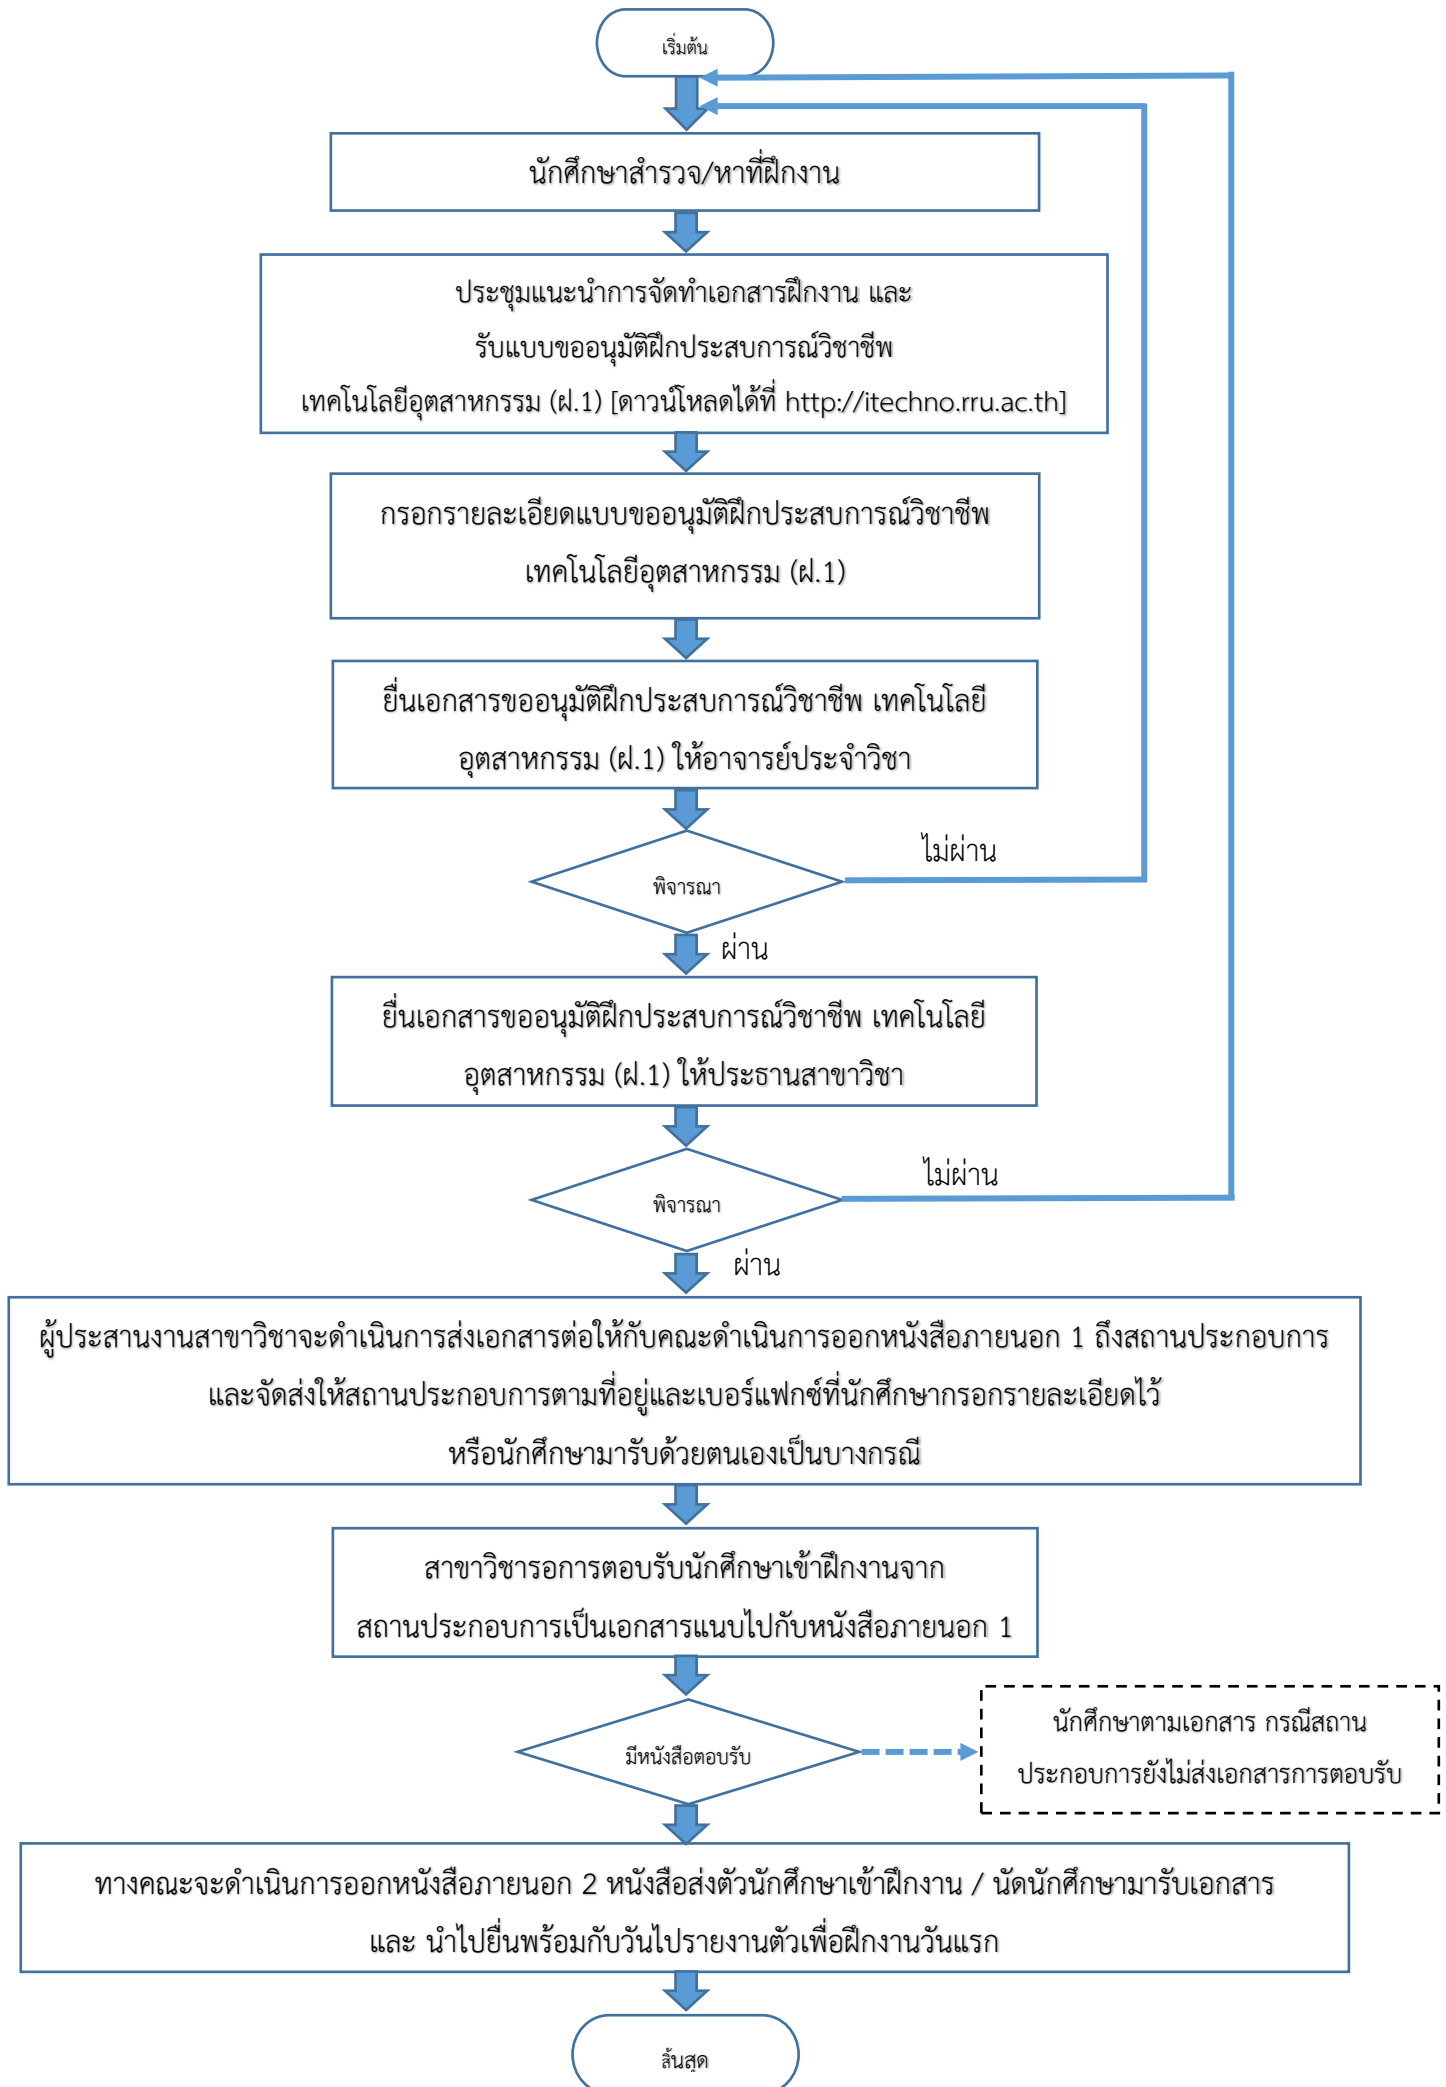 เริ่มต้น
นักศึกษาสำรวจ/หาที่ฝึกงาน
ประชุมแนะนำการจัดทำเอกสารฝึกงาน และ
รับแบบขออนุมัติฝึกประสบการณ์วิชาชีพ
เทคโนโลยีอุตสาหกรรม (ฝ.1) [ดาวน์โหลดได้ที่ http://itechno.rru.ac.th]
กรอกรายละเอียดแบบขออนุมัติฝึกประสบการณ์วิชาชีพ
เทคโนโลยีอุตสาหกรรม (ฝ.1)
ยื่นเอกสารขออนุมัติฝึกประสบการณ์วิชาชีพ เทคโนโลยี
อุตสาหกรรม (ฝ.1) ให้อาจารย์ประจำวิชา
ไม่ผ่าน
พิจารณา
ผ่าน
ยื่นเอกสารขออนุมัติฝึกประสบการณ์วิชาชีพ เทคโนโลยี
อุตสาหกรรม (ฝ.1) ให้ประธานสาขาวิชา
ไม่ผ่าน
พิจารณา
ผ่าน
ผู้ประสานงานสาขาวิชาจะดำเนินการส่งเอกสารต่อให้กับคณะดำเนินการออกหนังสือภายนอก 1 ถึงสถานประกอบการ
และจัดส่งให้สถานประกอบการตามที่อยู่และเบอร์แฟกซ์ที่นักศึกษากรอกรายละเอียดไว้
หรือนักศึกษามารับด้วยตนเองเป็นบางกรณี
สาขาวิชารอการตอบรับนักศึกษาเข้าฝึกงานจาก
สถานประกอบการเป็นเอกสารแนบไปกับหนังสือภายนอก 1
นักศึกษาตามเอกสาร กรณีสถาน
ประกอบการยังไม่ส่งเอกสารการตอบรับ
มีหนังสือตอบรับ
ทางคณะจะดำเนินการออกหนังสือภายนอก 2 หนังสือส่งตัวนักศึกษาเข้าฝึกงาน / นัดนักศึกษามารับเอกสาร
และ นำไปยื่นพร้อมกับวันไปรายงานตัวเพื่อฝึกงานวันแรก
สิ้นสุด